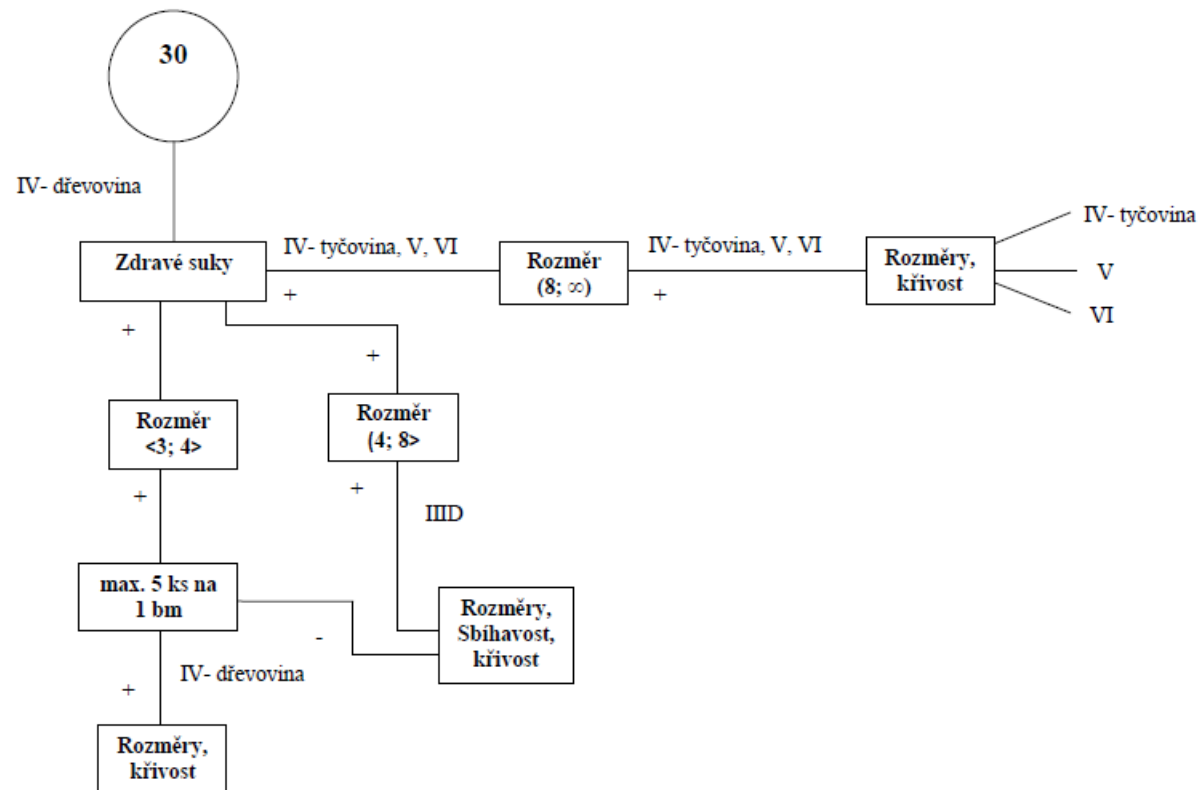 30
IV- dřevovina
IV- tyčovina
IV- tyčovina, V, VI
IV- tyčovina, V, VI
Zdravé suky
Rozměr
(8; ∞)
Rozměry,
křivost
V
+
+
VI
+
+
Rozměr
<3; 4>
Rozměr
(4; 8>
+
+
IIID
max. 5 ks na
1 bm
Rozměry,
Sbíhavost,
křivost
-
IV- dřevovina
+
Rozměry,
křivost